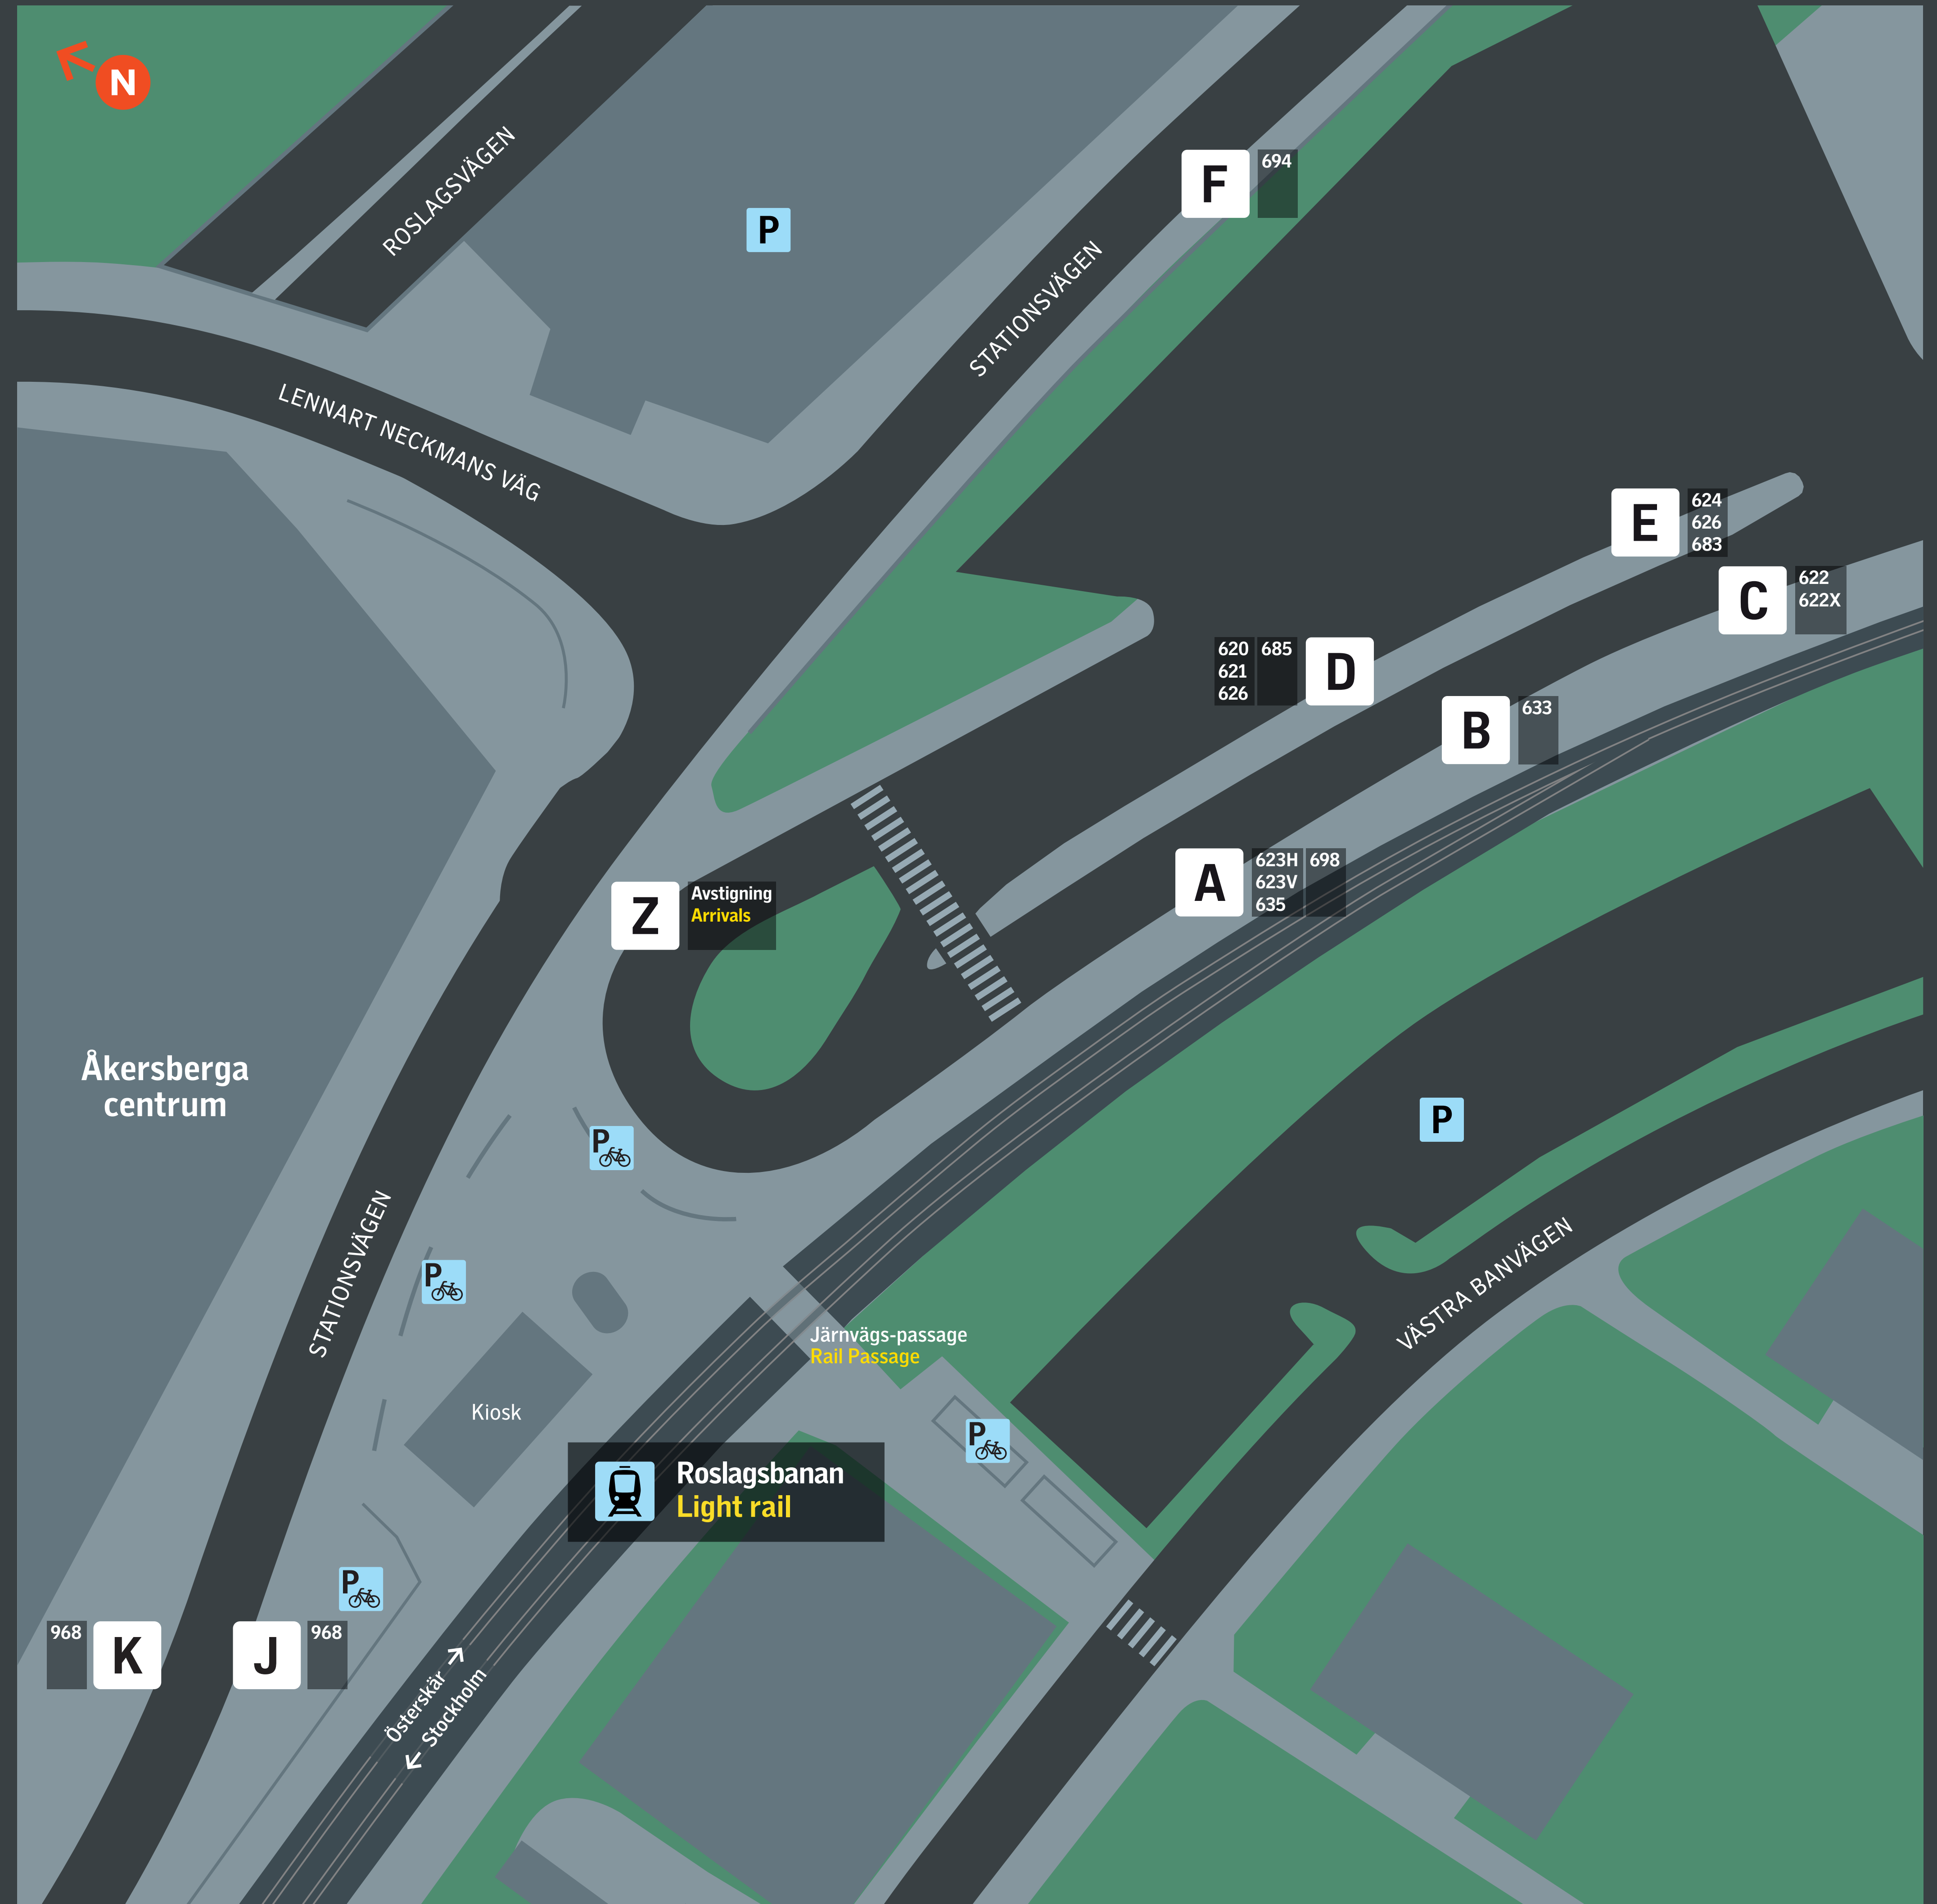 N
ROSLAGSVÄGEN
P
F
694
STATIONSVÄGEN
LENNART NECKMANS VÄG
E
624
626
683
C
622
622X
620
621
626
685
D
B
633
A
623H
623V
635
698
Z
Avstigning
Arrivals
Åkersberga
centrum
P
P
STATIONSVÄGEN
P
VÄSTRA BANVÄGEN
Järnvägs-passage
Rail Passage
Kiosk
P
Roslagsbanan
Light rail
P
968
K
J
968
Österskär
Stockholm